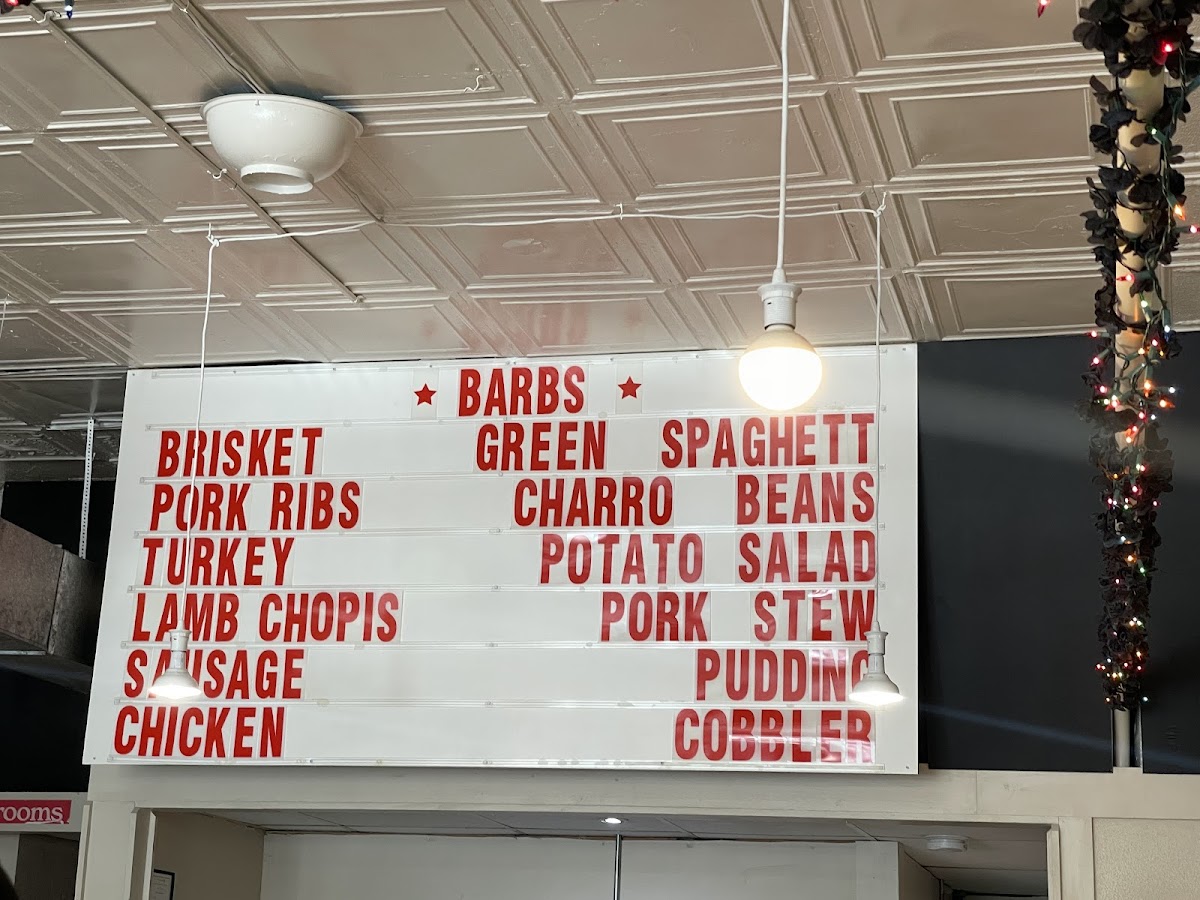 ★ BARBS ★
BRISKET
GREEN SPAGHETT
PORK RIBS
CHARRO BEANS
TURKEY
POTATO SALAD
LAMB CHOPIS
PORK STEW
SAUSAGE
PUDDING
CHICKEN
COBBLER
rooms